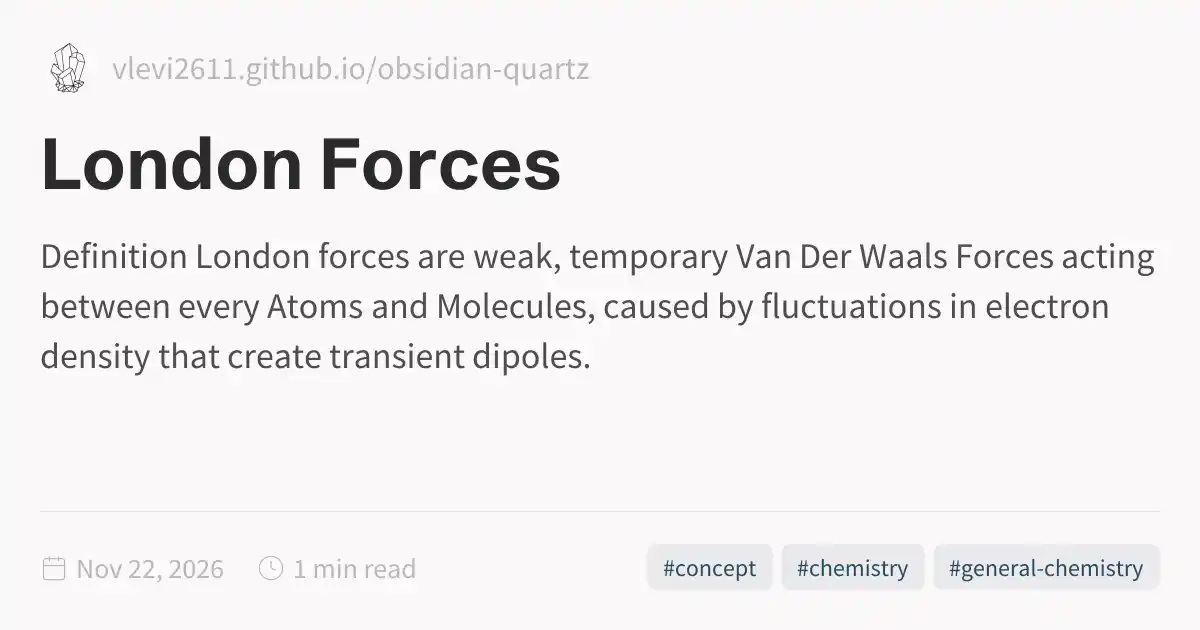 vlevi2611.github.io/obsidian-quartz
London Forces
Definition London forces are weak, temporary Van Der Waals Forces acting
between every Atoms and Molecules, caused by fluctuations in electron
density that create transient dipoles.
Nov 22, 2026 1 min read #concept #chemistry #general-chemistry